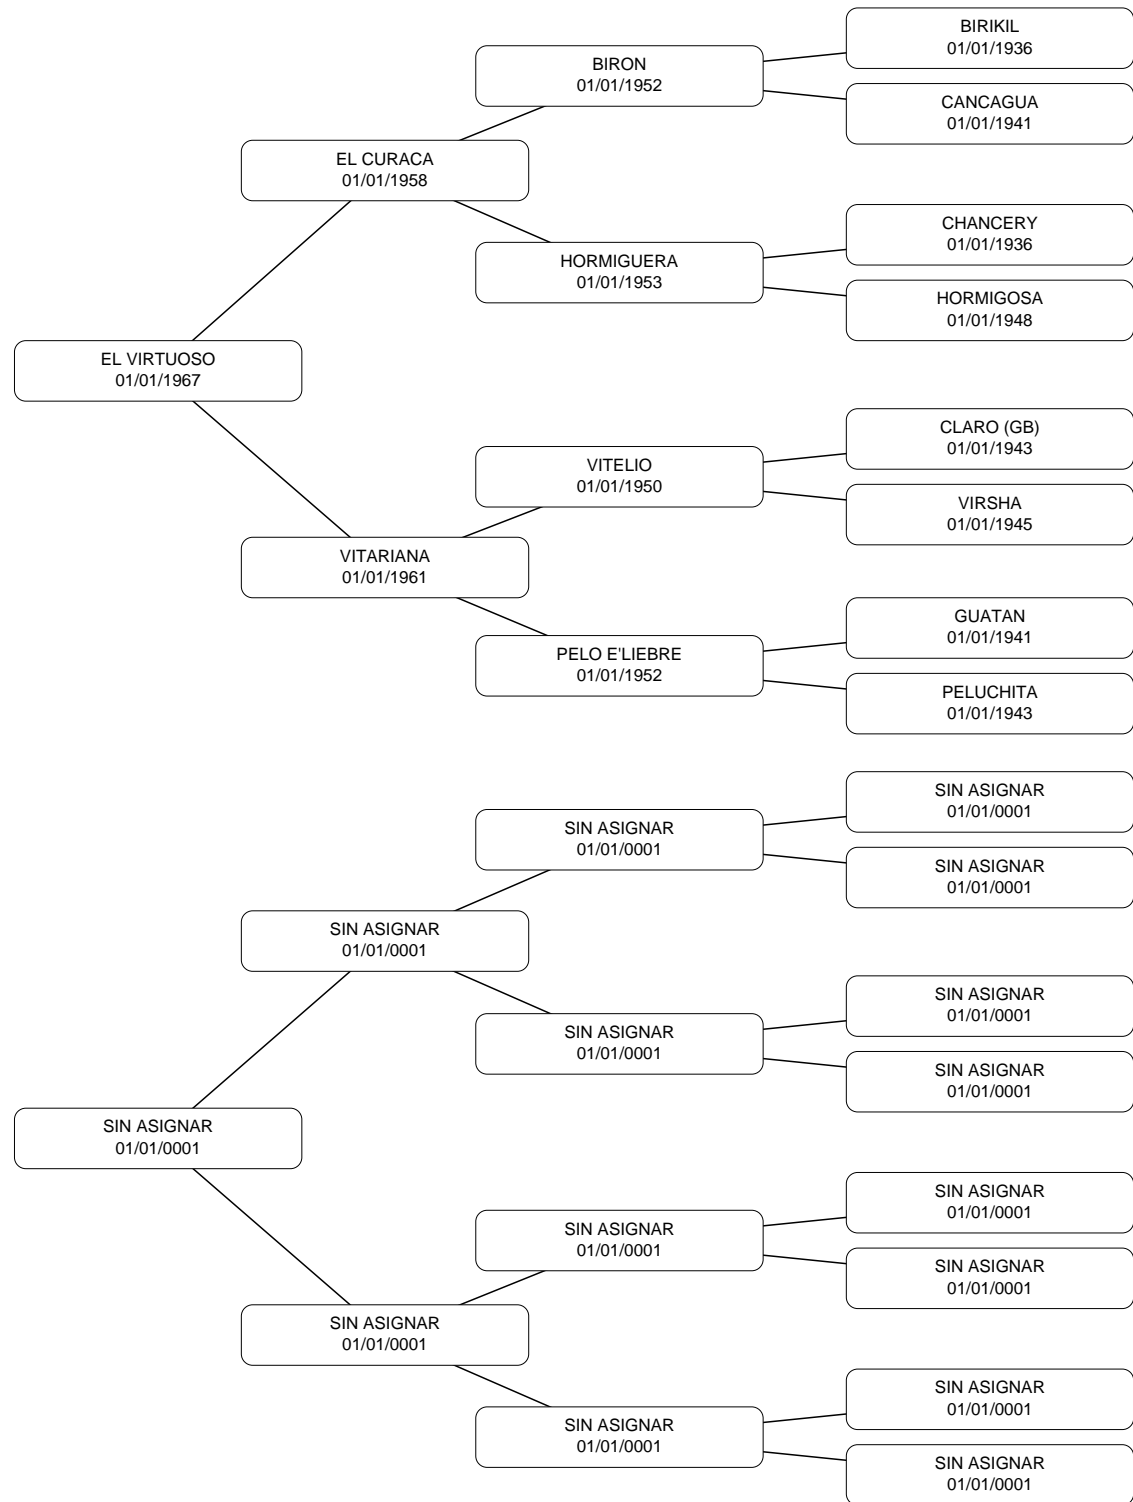 BIRIKIL
01/01/1936
BIRON
01/01/1952
CANCAGUA
01/01/1941
EL CURACA
01/01/1958
CHANCERY
01/01/1936
HORMIGUERA
01/01/1953
HORMIGOSA
01/01/1948
EL VIRTUOSO
01/01/1967
CLARO (GB)
01/01/1943
VITELIO
01/01/1950
VIRSHA
01/01/1945
VITARIANA
01/01/1961
GUATAN
01/01/1941
PELO E'LIEBRE
01/01/1952
PELUCHITA
01/01/1943
SIN ASIGNAR
01/01/0001
SIN ASIGNAR
01/01/0001
SIN ASIGNAR
01/01/0001
SIN ASIGNAR
01/01/0001
SIN ASIGNAR
01/01/0001
SIN ASIGNAR
01/01/0001
SIN ASIGNAR
01/01/0001
SIN ASIGNAR
01/01/0001
SIN ASIGNAR
01/01/0001
SIN ASIGNAR
01/01/0001
SIN ASIGNAR
01/01/0001
SIN ASIGNAR
01/01/0001
SIN ASIGNAR
01/01/0001
SIN ASIGNAR
01/01/0001
SIN ASIGNAR
01/01/0001